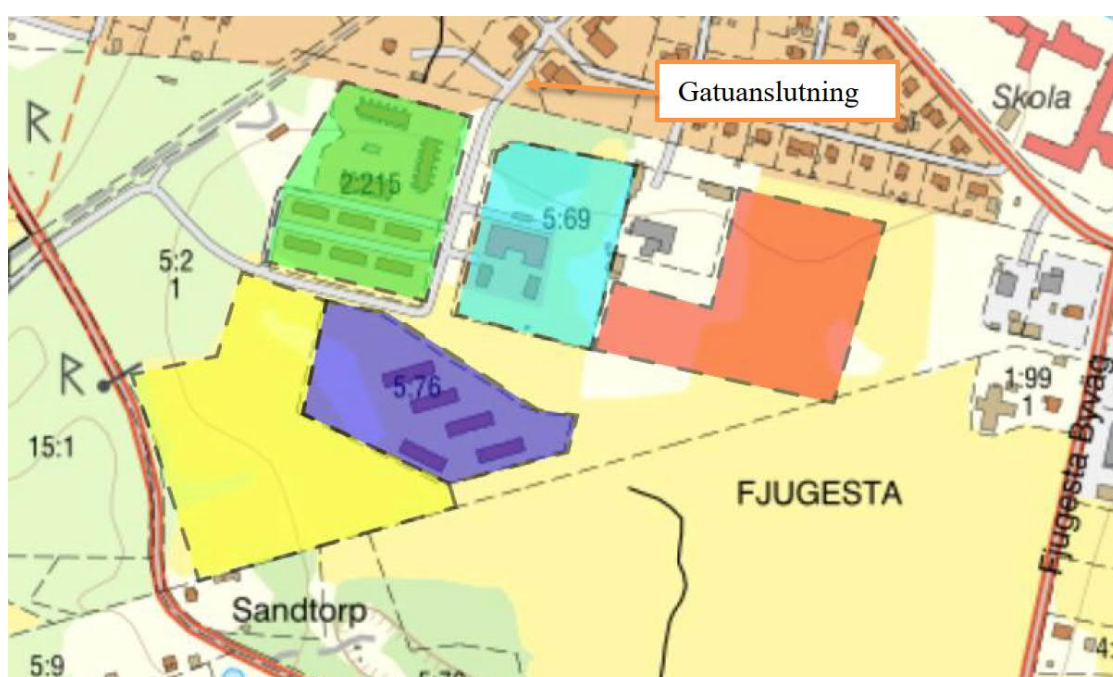 Gatuanslutning
Skola
R
2:215
5:69
5:2
1
R
5:76
1:99
1
15:1
FJUGESTA
Fjugesta Byväg
Sandtorp
5:9